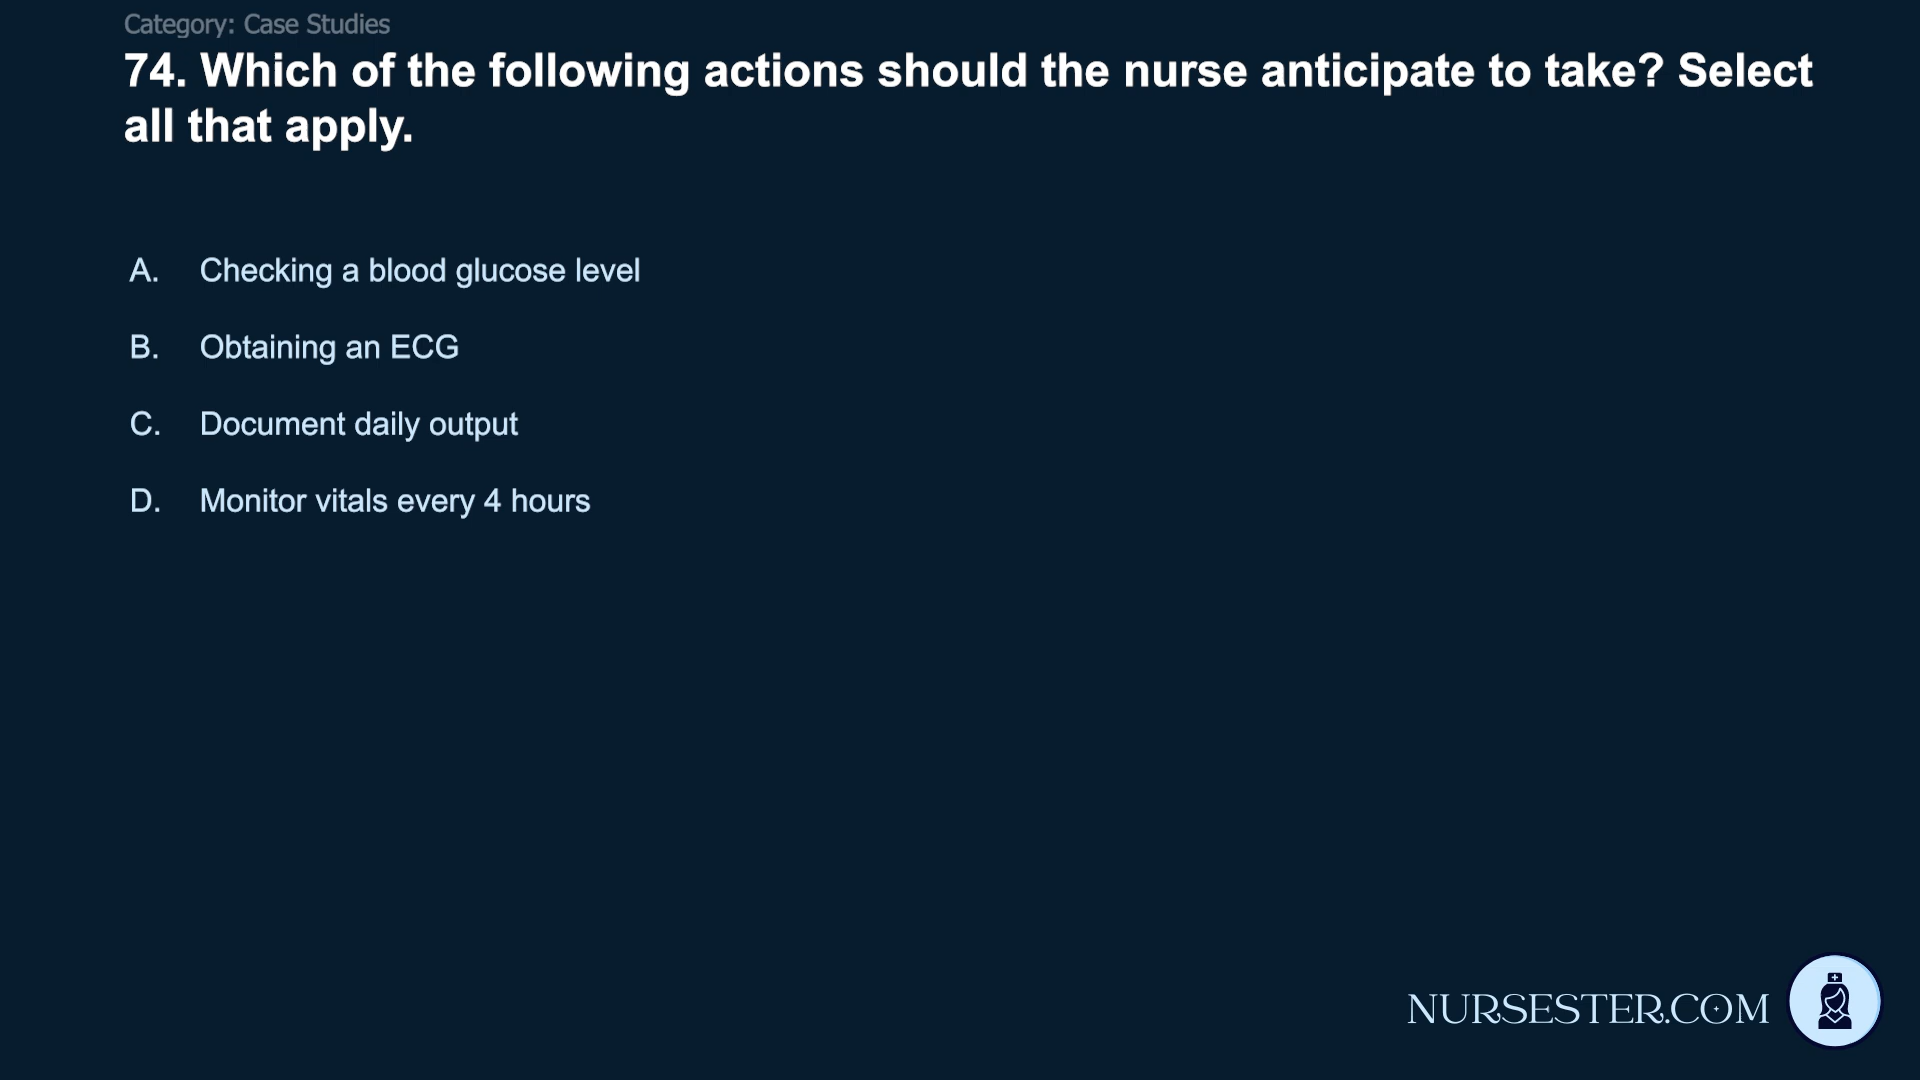 Category: Case Studies
74. Which of the following actions should the nurse anticipate to take? Select
all that apply.
A. Checking a blood glucose level
B. Obtaining an ECG
C. Document daily output
D. Monitor vitals every 4 hours
NURSESTER.COM